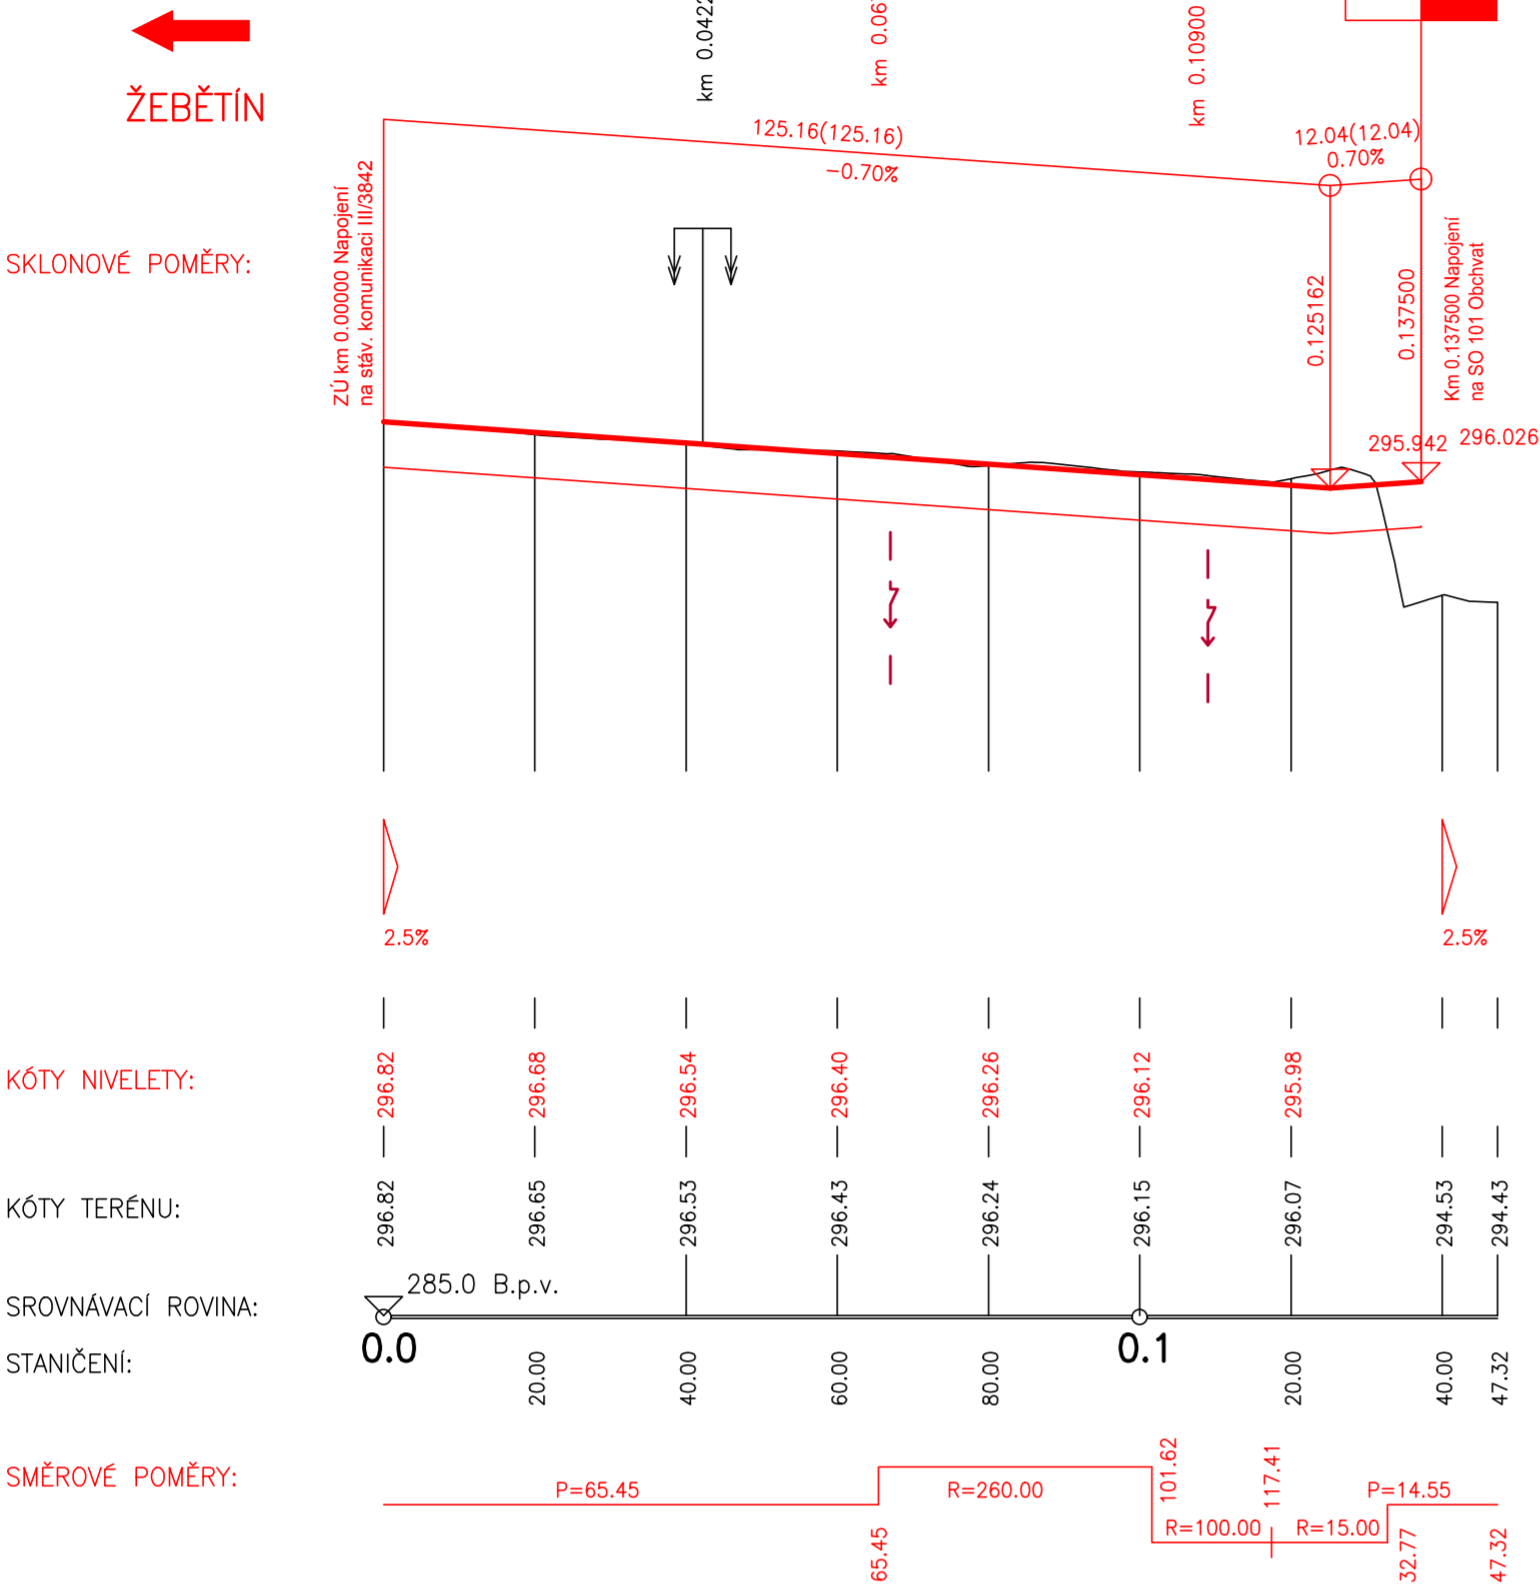 ŽEBĚTÍN
km 0.0422
km 0.10900
125.16(125.16)
−0.70%
12.04(12.04)
0.70%
ZÚ km 0.00000 Napojení
na stáv. komunikaci III/3842
SKLONOVÉ POMĚRY:
0.125162
0.137500
Km 0.137500 Napojení
na SO 101 Obchvat
295.942
296.026
2.5%
2.5%
KÓTY NIVELETY:
296.82
296.68
296.54
296.40
296.26
296.12
295.98
KÓTY TERÉNU:
296.82
296.65
296.53
296.43
296.24
296.15
296.07
294.53
294.43
SROVNÁVACÍ ROVINA:
285.0 B.p.v.
STANIČENÍ:
0.0
20.00
40.00
60.00
80.00
0.1
20.00
40.00
47.32
SMĚROVÉ POMĚRY:
P=65.45
65.45
R=260.00
101.62
R=100.00
117.41
R=15.00
P=14.55
32.77
47.32